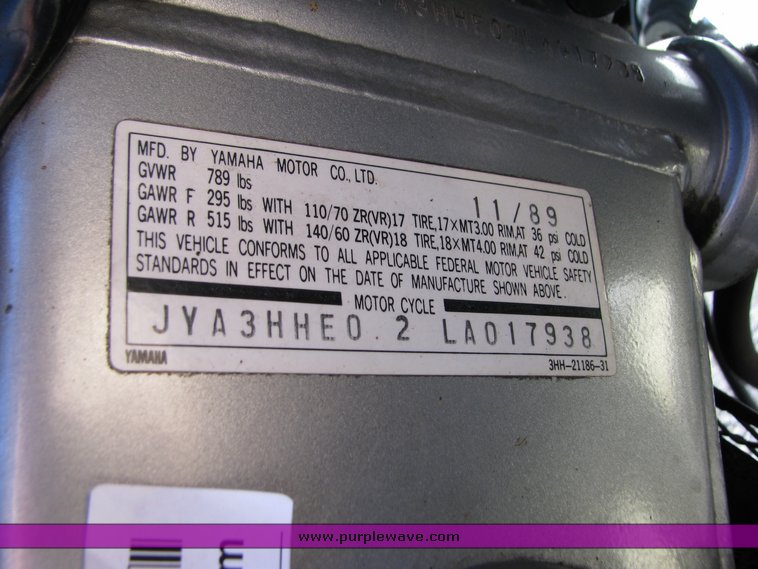 MFD. BY YAMAHA MOTOR CO., LTD.
11/89
GVWR 789 lbs
GAWR F 295 lbs WITH 110/70 ZR(VR)17 TIRE,17×MT3.00 RIM,AT 36 psi COLD
GAWR R 515 lbs WITH 140/60 ZR(VR)18 TIRE,18×MT4.00 RIM,AT 42 psi COLD
THIS VEHICLE CONFORMS TO ALL APPLICABLE FEDERAL MOTOR VEHICLE SAFETY
STANDARDS IN EFFECT ON THE DATE OF MANUFACTURE SHOWN ABOVE.
MOTOR CYCLE
JYA3HHE0 2 LA017938
YAMAHA
3HH-21186-31
www.purplewave.com